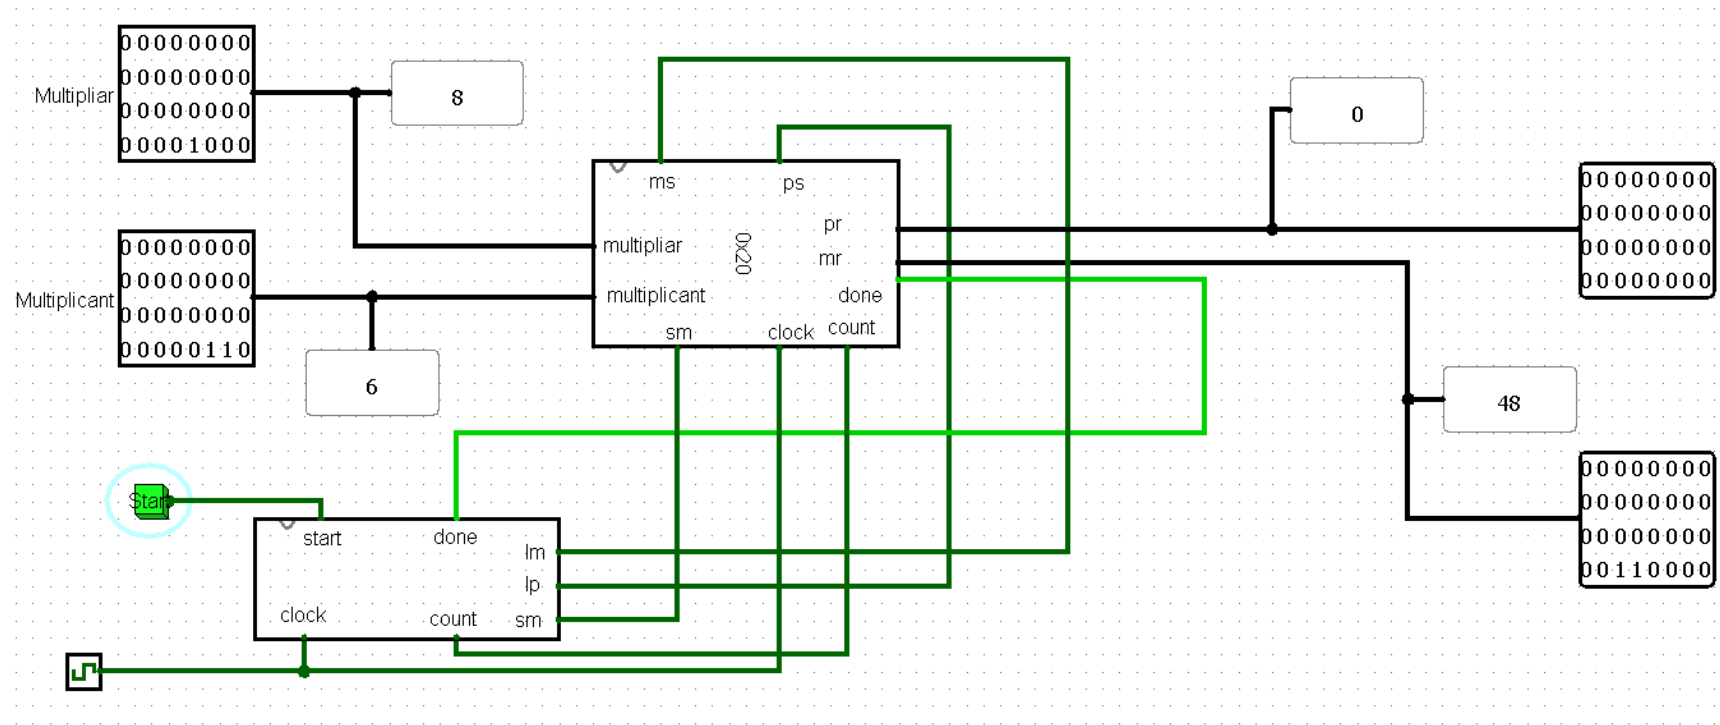 Multipliar
00000000
00000000
00000000
00001000
8
0
ms
ps
pr
mr
done
count
multipliar
multiplicant
0x20
sm
clock
00000000
00000000
00000000
00000000
Multiplicant
00000000
00000000
00000000
00000110
6
48
Start
start
done
lm
lp
sm
clock
count
00000000
00000000
00000000
00110000